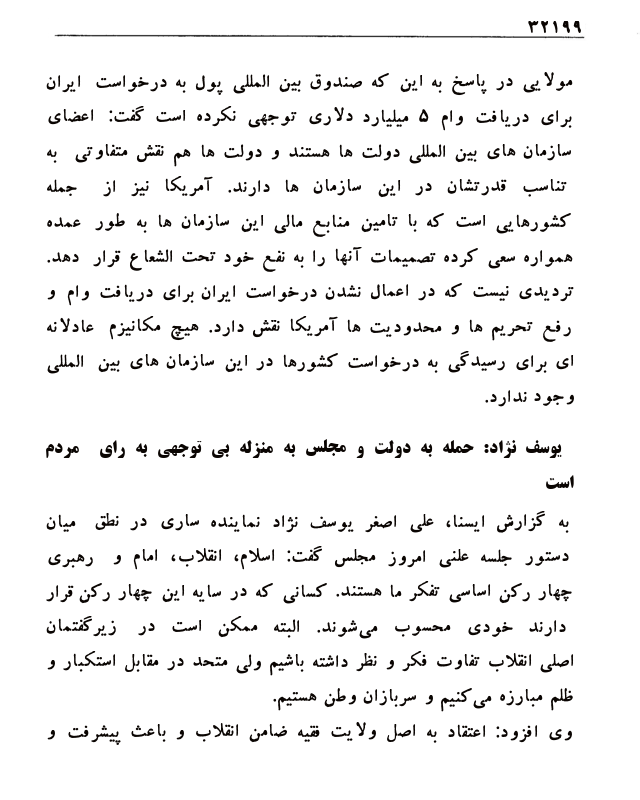 ۳۲۱۹۹
مولایی در پاسخ به این که صندوق بین المللی پول به درخواست ایران
برای دریافت وام ۵ میلیارد دلاری توجهی نکرده است گفت: اعضای
سازمان های بین المللی دولت ها هستند و دولت ها هم نقش متفاوتی به
تناسب قدرتشان در این سازمان ها دارند. آمریکا نیز از جمله
کشورهایی است که با تامین منابع مالی این سازمان ها به طور عمده
همواره سعی کرده تصمیمات آنها را به نفع خود تحت الشعاع قرار دهد.
تردیدی نیست که در اعمال نشدن درخواست ایران برای دریافت وام و
رفع تحریم ها و محدودیت ها آمریکا نقش دارد. هیچ مکانیزم عادلانه
ای برای رسیدگی به درخواست کشورها در این سازمان های بین المللی
وجود ندارد.
یوسف نژاد: حمله به دولت و مجلس به منزله بی توجهی به رای مردم
است
به گزارش ایسنا، علی اصغر یوسف نژاد نماینده ساری در نطق میان
دستور جلسه علنی امروز مجلس گفت: اسلام، انقلاب، امام و رهبری
چهار رکن اساسی تفکر ما هستند. کسانی که در سایه این چهار رکن قرار
دارند خودی محسوب می‌شوند. البته ممکن است در زیرگفتمان
اصلی انقلاب تفاوت فکر و نظر داشته باشیم ولی متحد در مقابل استکبار و
ظلم مبارزه می‌کنیم و سربازان وطن هستیم.
وی افزود: اعتقاد به اصل ولایت فقیه ضامن انقلاب و باعث پیشرفت و